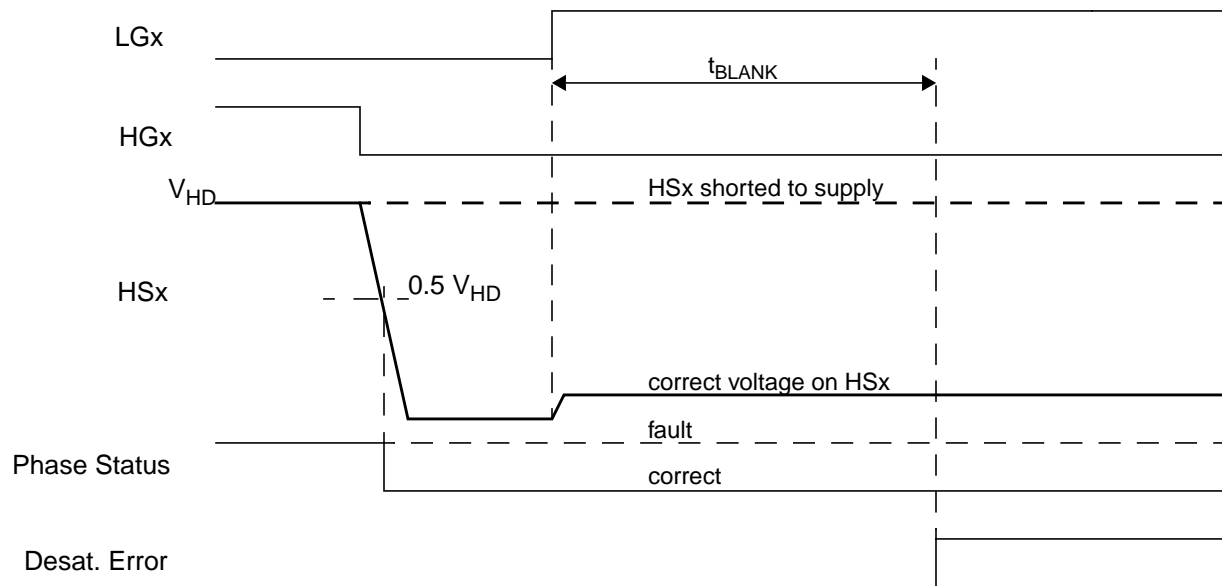 LGx
tBLANK
HGx
VHD
HSx shorted to supply
HSx
0.5 VHD
correct voltage on HSx
fault
Phase Status
correct
Desat. Error